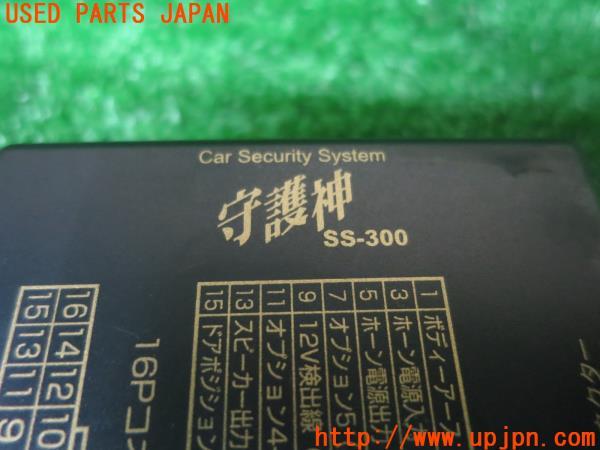 USED PARTS JAPAN
Car Security System
守護神
SS-300
1 ボディーアース
3 ホーン電源入力
5 ホーン電源出力
7 オプション5
9 12V検出線
11 オプション4
13 スピーカー出力
15 ドアポジション
16Pコ
16 14 12 10
15 13 11 9
http://www.upjpn.com/